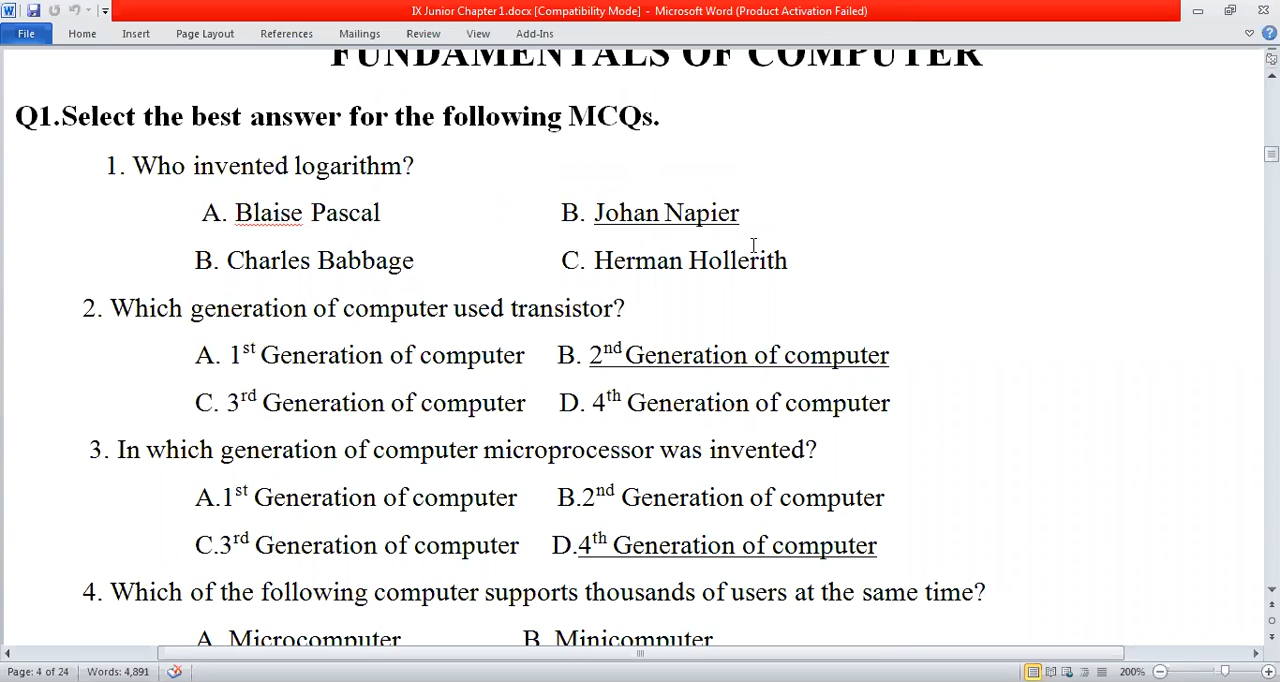 IX Junior Chapter 1.docx [Compatibility Mode] - Microsoft Word (Product Activation Failed)
File Home Insert Page Layout References Mailings Review View Add-Ins
FUNDAMENTALS OF COMPUTER
Q1.Select the best answer for the following MCQs.
1. Who invented logarithm?
A. Blaise Pascal B. Johan Napier
B. Charles Babbage C. Herman Hollerith
2. Which generation of computer used transistor?
A. 1st Generation of computer B. 2nd Generation of computer
C. 3rd Generation of computer D. 4th Generation of computer
3. In which generation of computer microprocessor was invented?
A.1st Generation of computer B.2nd Generation of computer
C.3rd Generation of computer D.4th Generation of computer
4. Which of the following computer supports thousands of users at the same time?
A. Microcomputer B. Minicomputer
Page: 4 of 24 Words: 4,891 200%